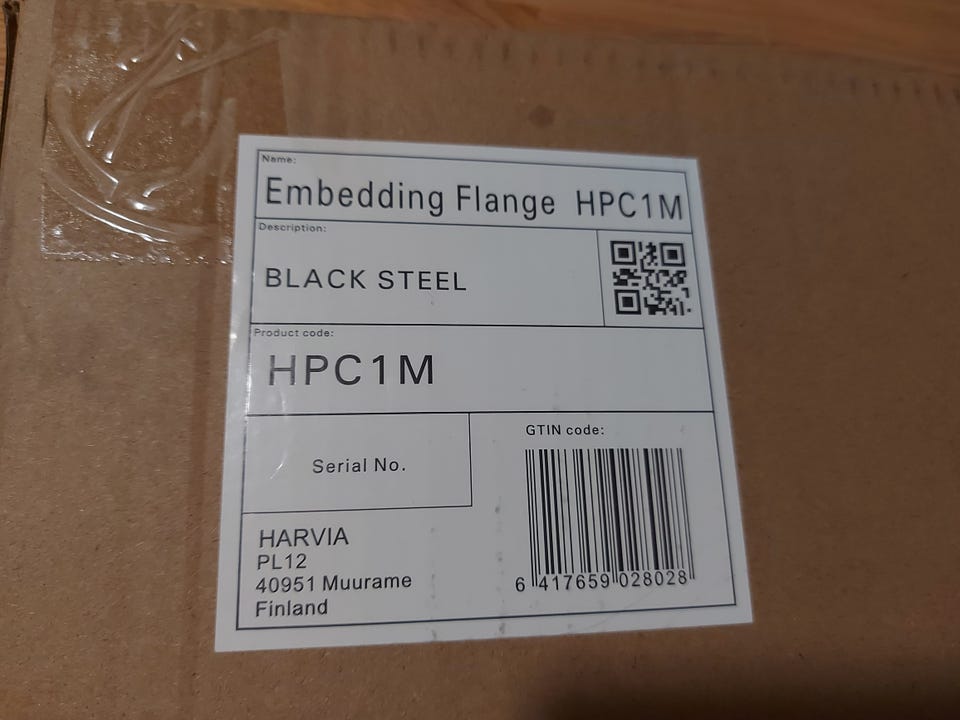 Name:
Embedding Flange HPC1M
Description:
BLACK STEEL
Product code:
HPC1M
Serial No.
GTIN code:
6 417659 028028
HARVIA
PL12
40951 Muurame
Finland